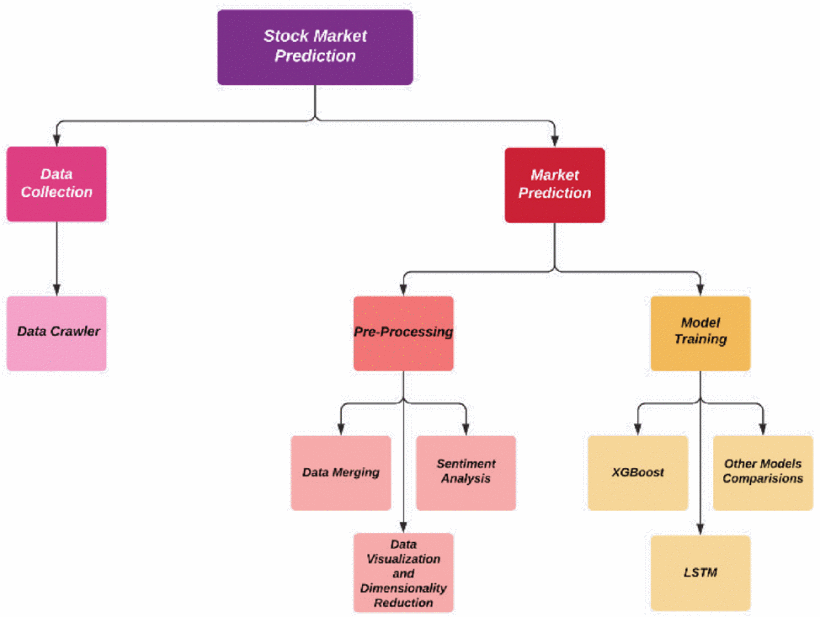 Stock Market
Prediction
Data
Collection
Market
Prediction
Data Crawler
Pre-Processing
Model
Training
Data Merging
Sentiment
Analysis
XGBoost
Other Models
Comparisions
Data
Visualization
and
Dimensionality
Reduction
LSTM